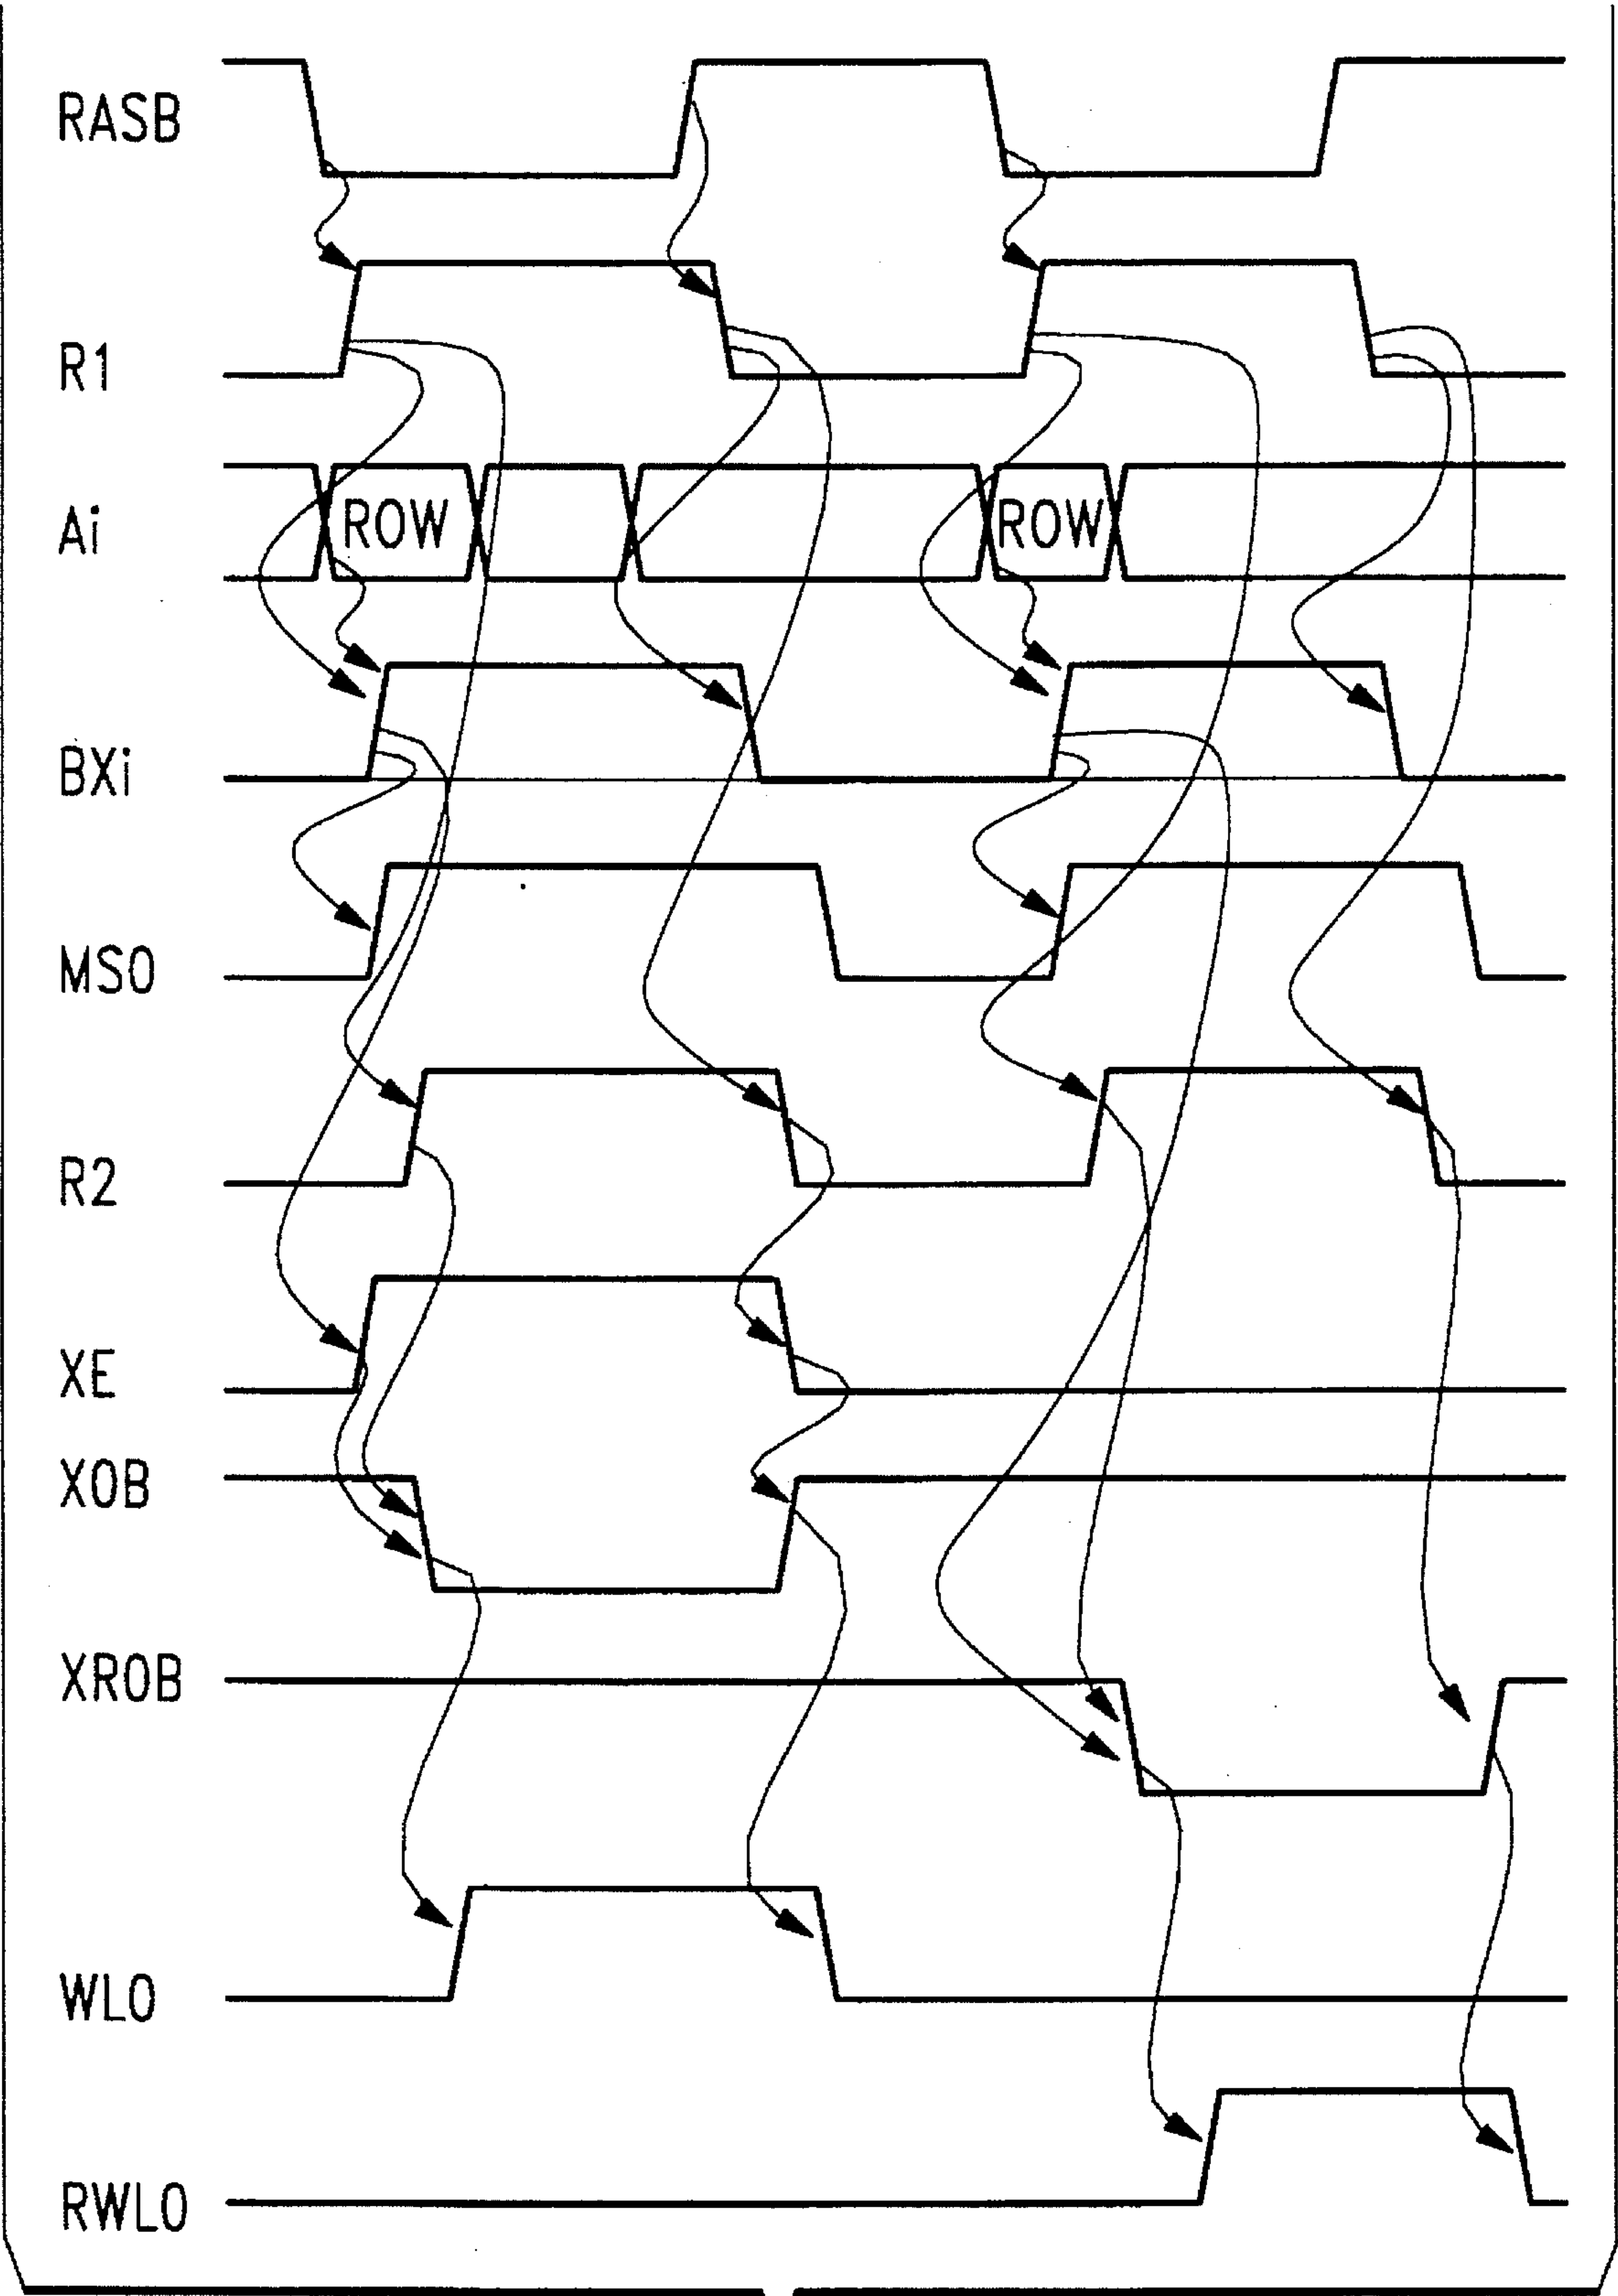 RASB
R1
Ai
ROW ROW
BXi
MS0
R2
XE
X0B
XR0B
WL0
RWL0